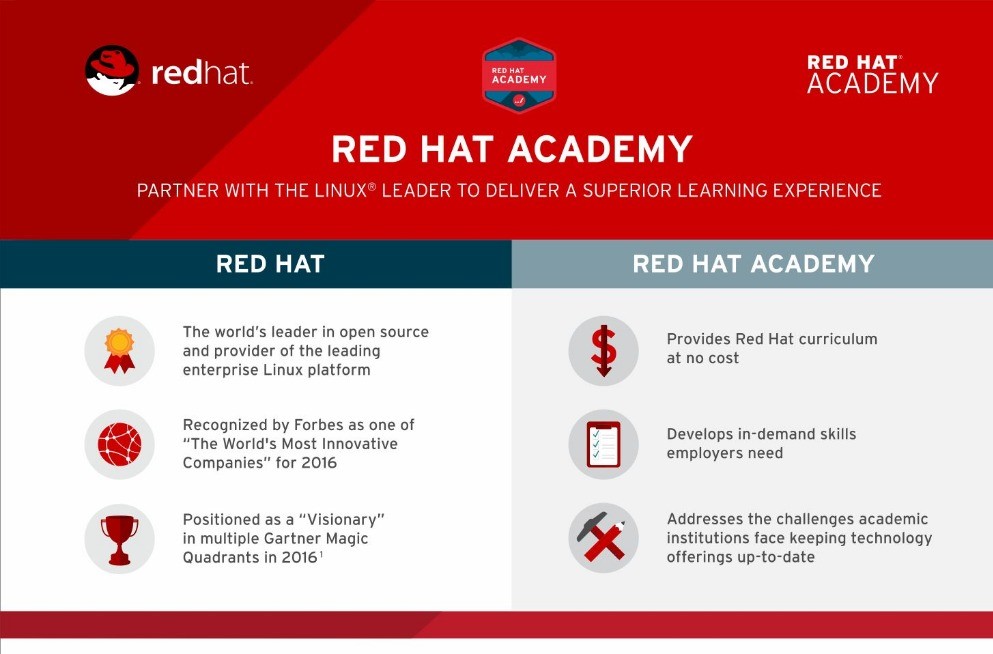 redhat.
RED HAT
ACADEMY
RED HAT®
ACADEMY
RED HAT ACADEMY
PARTNER WITH THE LINUX® LEADER TO DELIVER A SUPERIOR LEARNING EXPERIENCE
RED HAT
The world's leader in open source
and provider of the leading
enterprise Linux platform
Recognized by Forbes as one of
“The World's Most Innovative
Companies” for 2016
Positioned as a “Visionary”
in multiple Gartner Magic
Quadrants in 2016¹
RED HAT ACADEMY
Provides Red Hat curriculum
at no cost
Develops in-demand skills
employers need
Addresses the challenges academic
institutions face keeping technology
offerings up-to-date